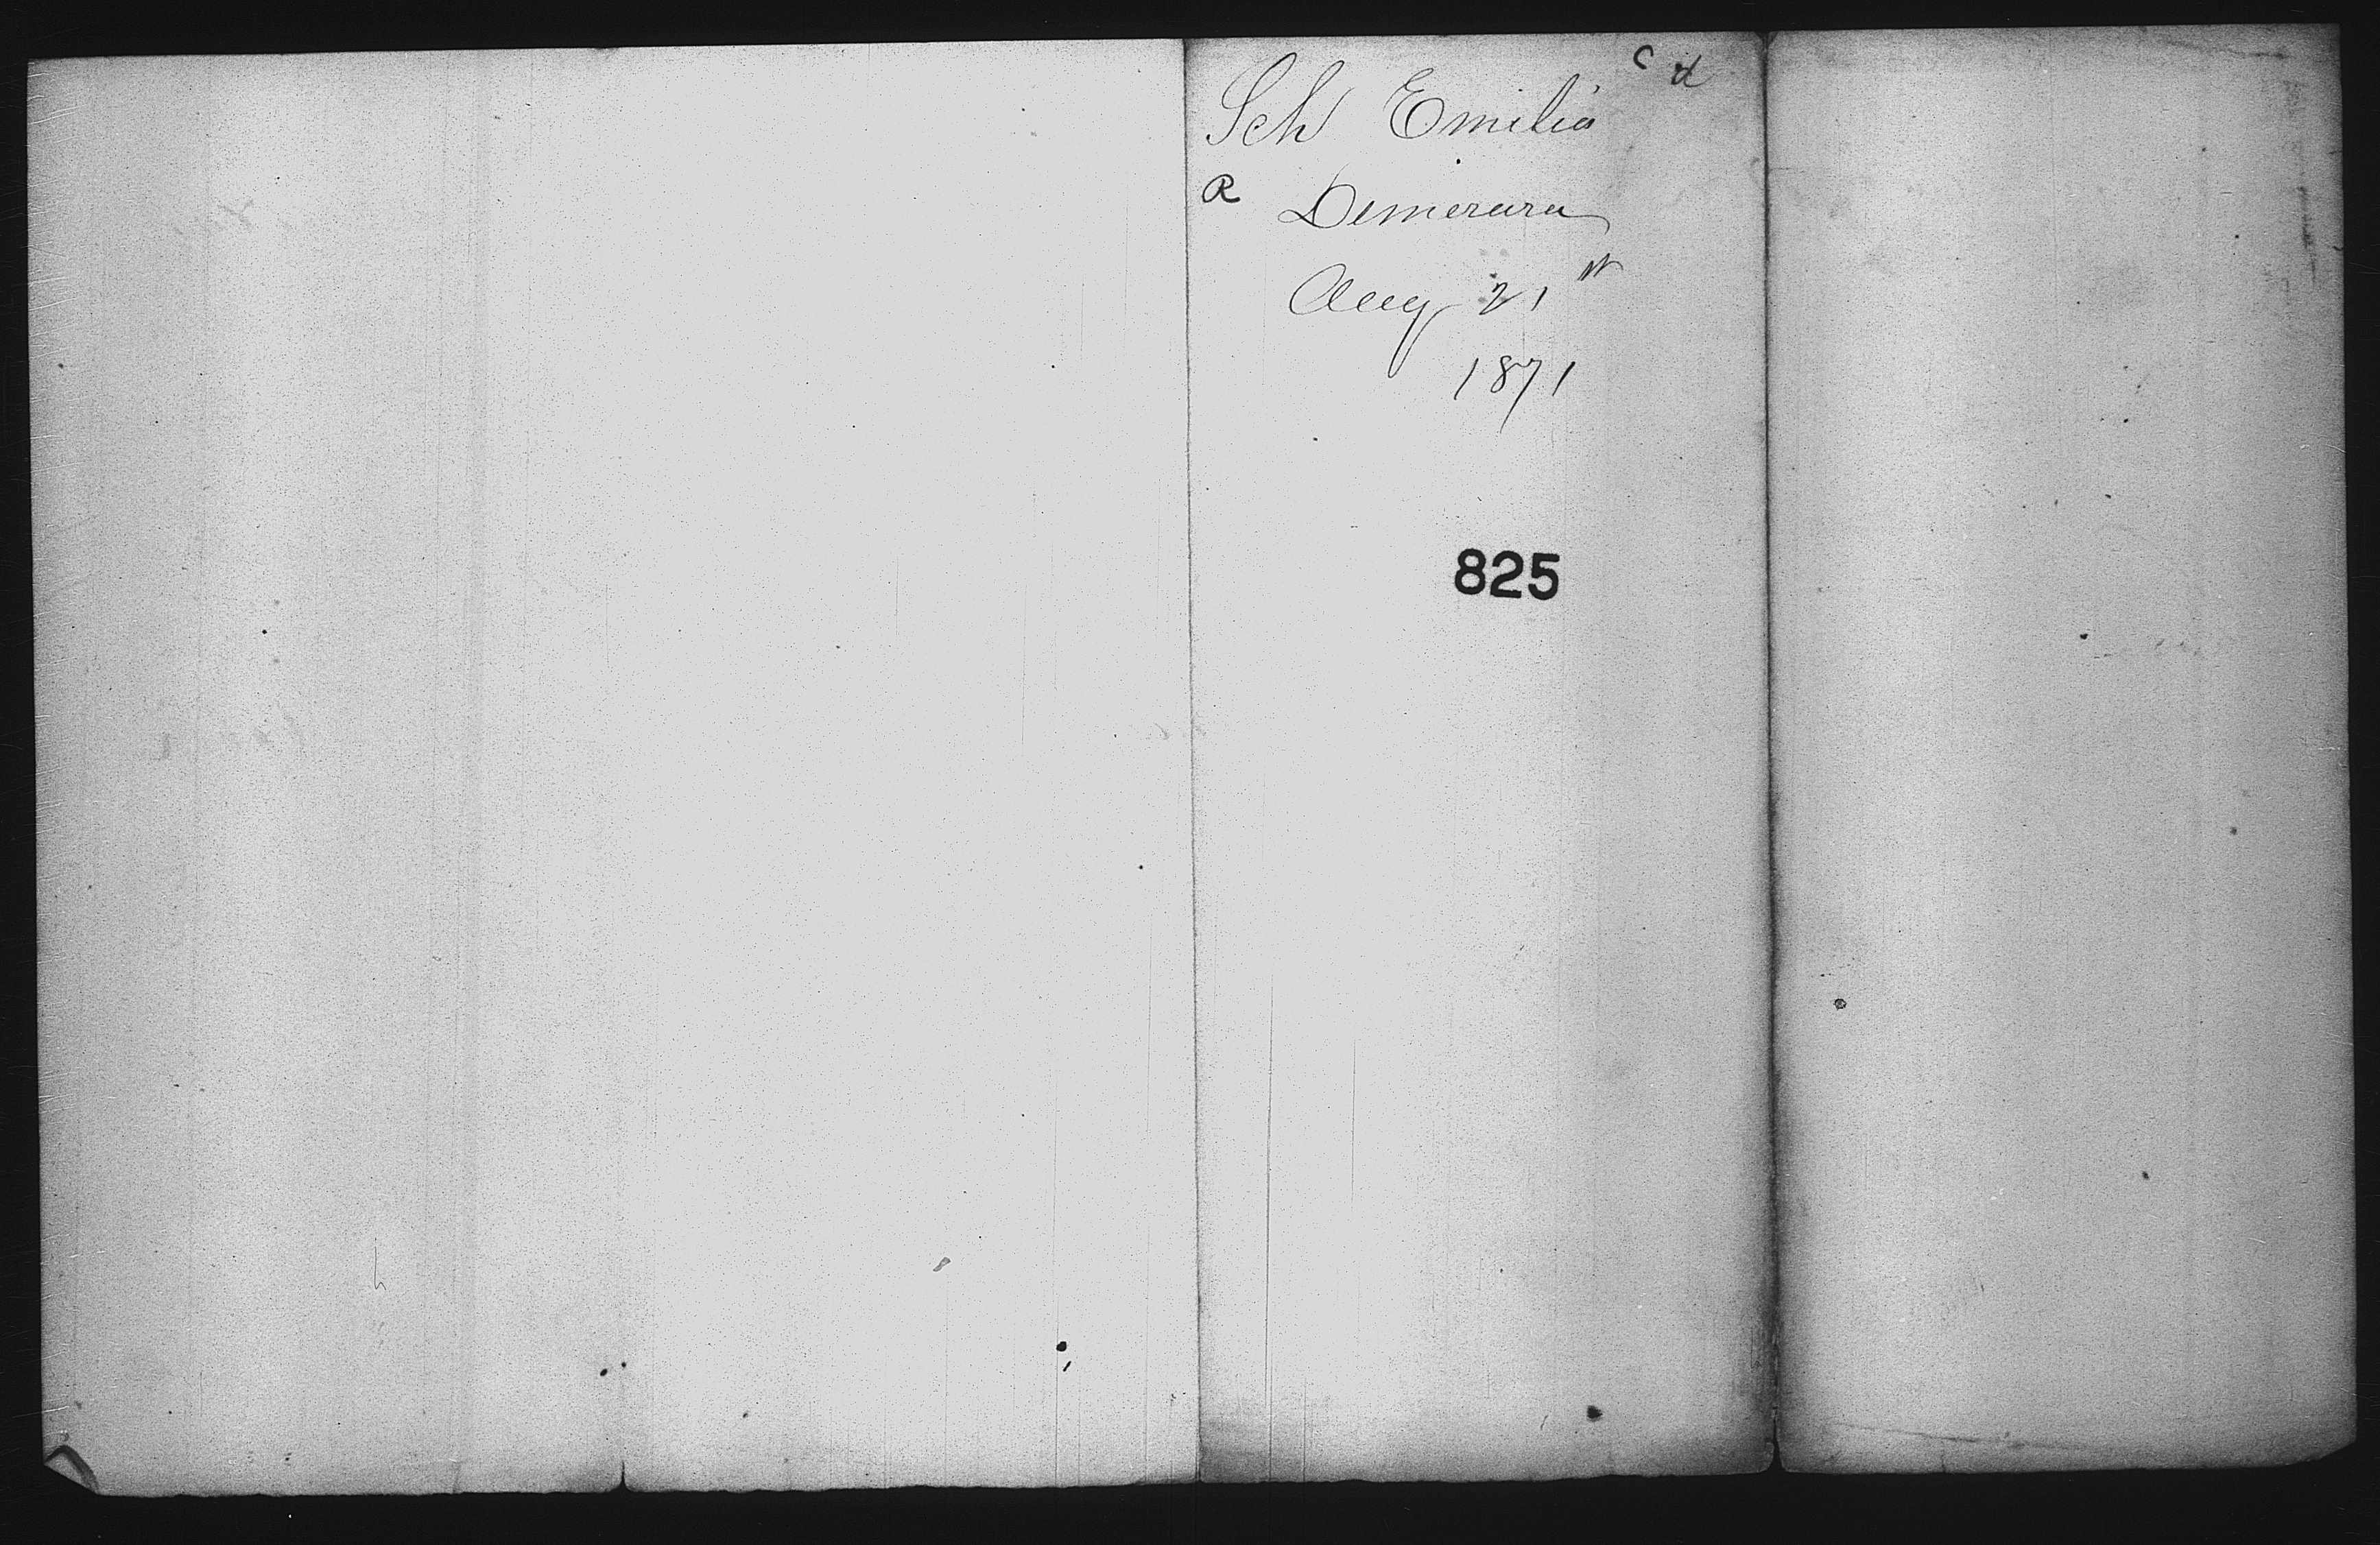 c d
Sch Emilia
R Demerara
Aug 21st
1871
825